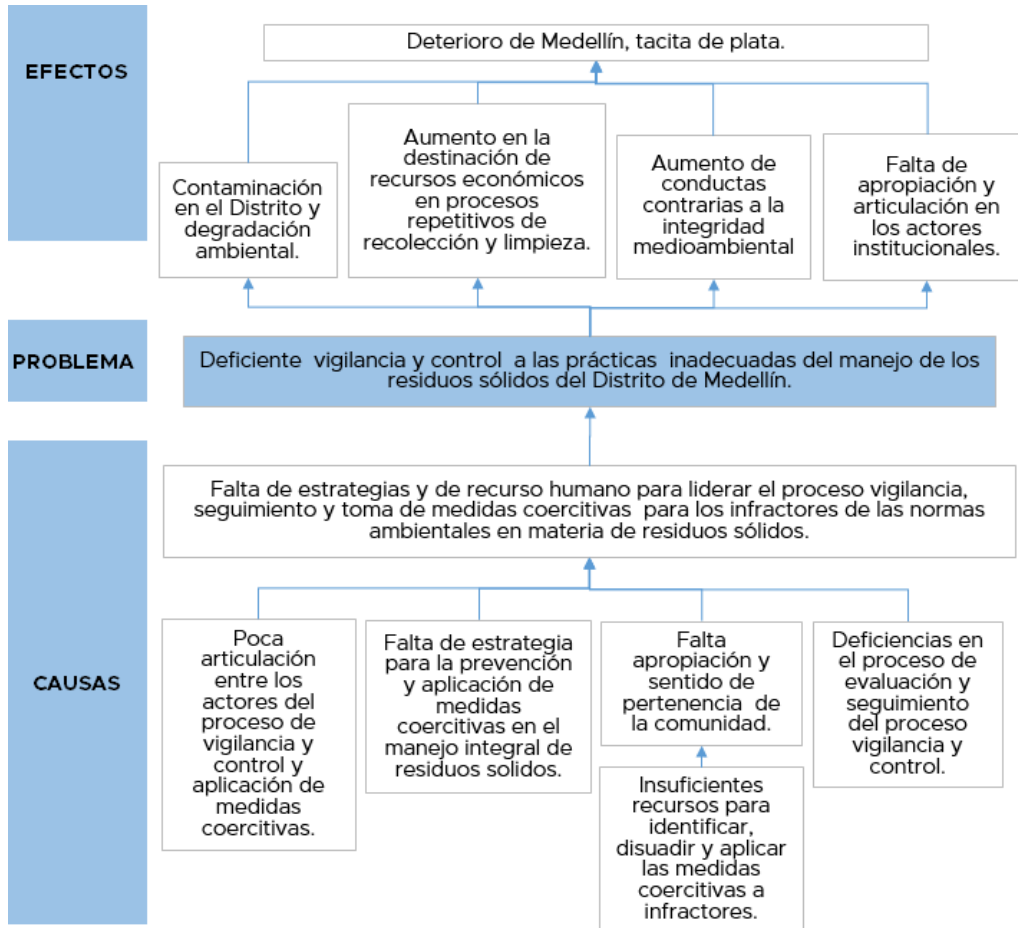 EFECTOS
Deterioro de Medellín, tacita de plata.
Contaminación
en el Distrito y
degradación
ambiental.
Aumento en la
destinación de
recursos económicos
en procesos
repetitivos de
recolección y limpieza.
Aumento de
conductas
contrarias a la
integridad
medioambiental
Falta de
apropiación y
articulación en
los actores
institucionales.
PROBLEMA
Deficiente vigilancia y control a las prácticas inadecuadas del manejo de los
residuos sólidos del Distrito de Medellín.
CAUSAS
Falta de estrategias y de recurso humano para liderar el proceso vigilancia,
seguimiento y toma de medidas coercitivas para los infractores de las normas
ambientales en materia de residuos sólidos.
Poca
articulación
entre los
actores del
proceso de
vigilancia y
control y
aplicación de
medidas
coercitivas.
Falta de estrategia
para la prevención
y aplicación de
medidas
coercitivas en el
manejo integral de
residuos solidos.
Falta
apropiación y
sentido de
pertenencia de
la comunidad.
Insuficientes
recursos para
identificar,
disuadir y aplicar
las medidas
coercitivas a
infractores.
Deficiencias en
el proceso de
evaluación y
seguimiento
del proceso
vigilancia y
control.